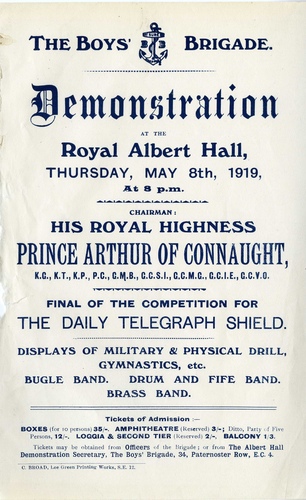 THE BOYS' BRIGADE.
Demonstration
AT THE
Royal Albert Hall,
THURSDAY, MAY 8th, 1919,
At 8 p.m.
CHAIRMAN:
HIS ROYAL HIGHNESS
PRINCE ARTHUR OF CONNAUGHT,
K.G., K.T., K.P., P.C., G.M.B., G.C.S.I., G.C.M.G., G.C.I.E., G.C.V.O.
FINAL OF THE COMPETITION FOR
THE DAILY TELEGRAPH SHIELD.
DISPLAYS OF MILITARY & PHYSICAL DRILL,
GYMNASTICS, etc.
BUGLE BAND. DRUM AND FIFE BAND.
BRASS BAND.
Tickets of Admission :—
BOXES (for 10 persons) 35/-. AMPHITHEATRE (Reserved) 3/-; Ditto, Party of Five
Persons, 12/-. LOGGIA & SECOND TIER (Reserved) 2/-. BALCONY 1/3.
Tickets may be obtained from Officers of the Brigade; or from The Albert Hall
Demonstration Secretary, The Boys' Brigade, 34, Paternoster Row, E.C. 4.
C. BROAD, Lee Green Printing Works, S.E. 12.